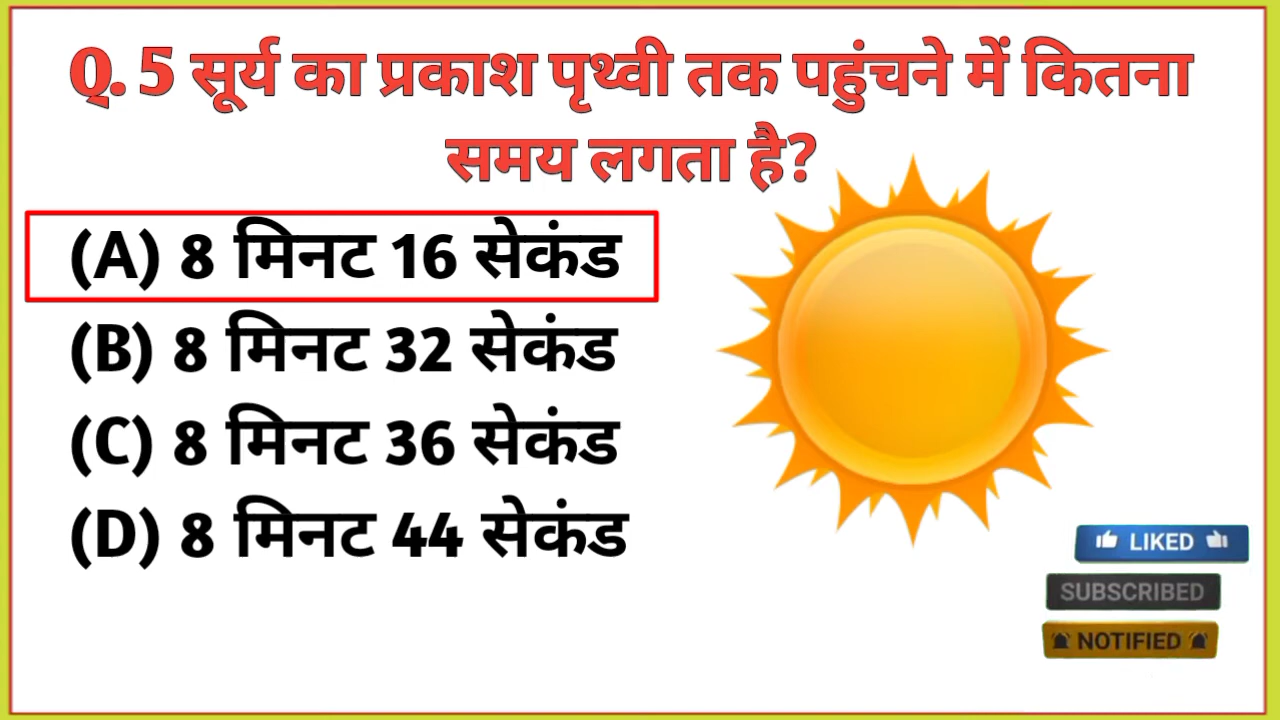 Q. 5 सूर्य का प्रकाश पृथ्वी तक पहुंचने में कितना
समय लगता है?
(A) 8 मिनट 16 सेकंड
(B) 8 मिनट 32 सेकंड
(C) 8 मिनट 36 सेकंड
(D) 8 मिनट 44 सेकंड
LIKED
SUBSCRIBED
NOTIFIED